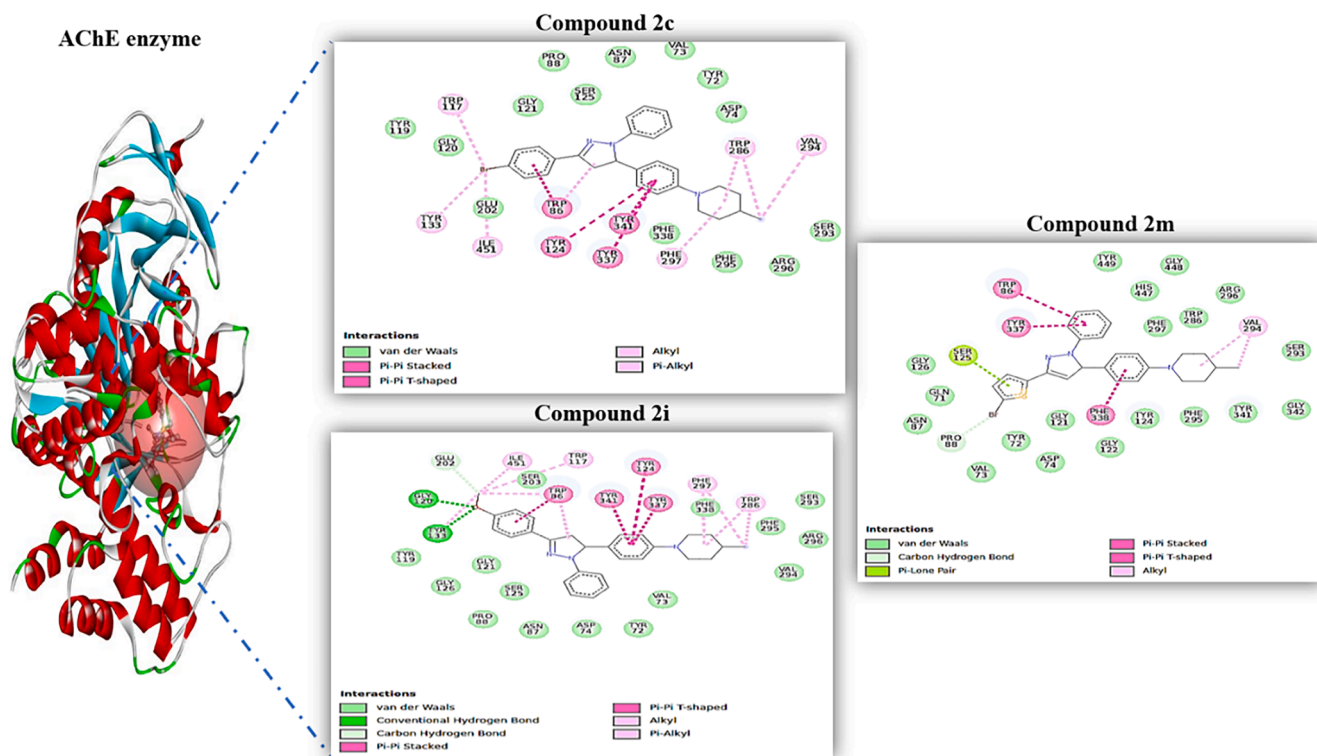 AChE enzyme
Compound 2c
PRO 88
ASN 87
VAL 73
TYR 72
TRP 117
GLY 121
SER 125
ASP 74
TYR 119
GLY 120
TRP 286
VAL 294
N
N
Br
GLU 202
TRP 86
N
TYR 133
TYR 341
PHE 338
SER 293
ILE 451
TYR 124
TYR 337
PHE 297
PHE 295
ARG 296
Interactions
van der Waals
Pi-Pi Stacked
Pi-Pi T-shaped
Alkyl
Pi-Alkyl
Compound 2i
GLU 202
ILE 451
TRP 117
TYR 124
SER 203
GLY 120
TRP 86
TYR 341
TYR 337
PHE 297
PHE 338
TRP 286
SER 293
TYR 133
PHE 295
ARG 296
N
N
N
TYR 119
GLY 121
VAL 294
GLY 126
SER 125
VAL 73
PRO 88
ASN 87
ASP 74
TYR 72
Interactions
van der Waals
Conventional Hydrogen Bond
Carbon Hydrogen Bond
Pi-Pi Stacked
Pi-Pi T-shaped
Alkyl
Pi-Alkyl
Compound 2m
TYR 449
GLY 448
TRP 86
HIS 447
ARG 296
TYR 337
PHE 297
TRP 286
VAL 294
SER 125
SER 293
GLY 126
N
N
N
GLN 71
S
Br
ASN 87
PRO 88
GLY 121
PHE 338
TYR 124
PHE 295
TYR 341
GLY 342
TYR 72
GLY 122
VAL 73
ASP 74
Interactions
van der Waals
Carbon Hydrogen Bond
Pi-Lone Pair
Pi-Pi Stacked
Pi-Pi T-shaped
Alkyl